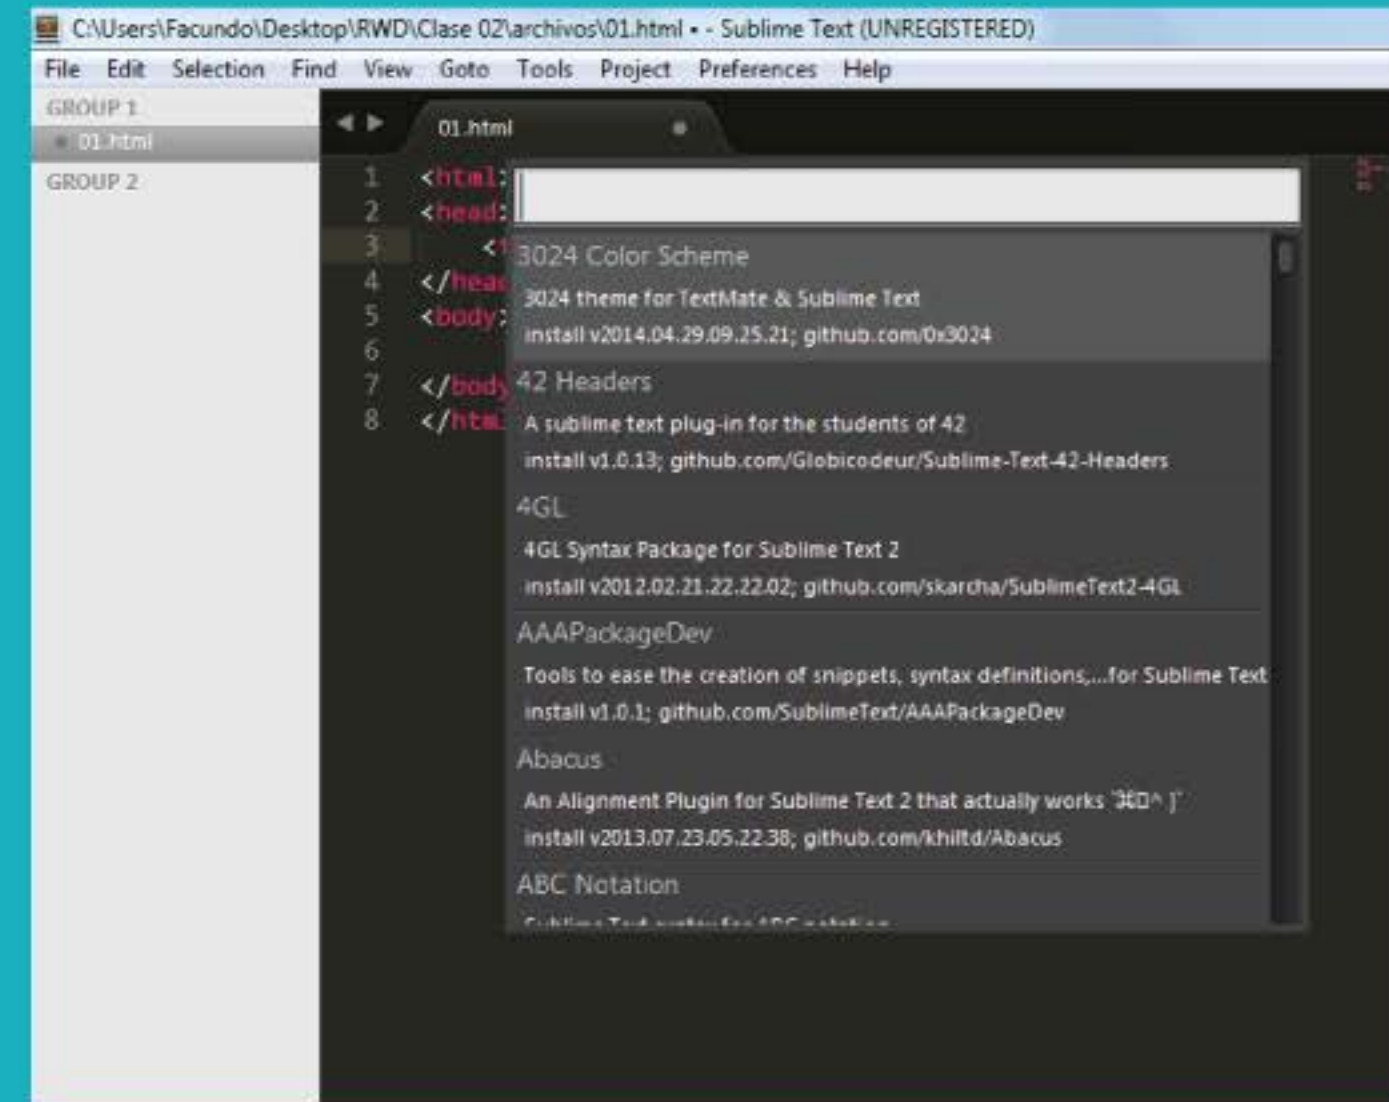 C:\Users\Facundo\Desktop\RWD\Clase 02\archivos\01.html • - Sublime Text (UNREGISTERED)
File Edit Selection Find View Goto Tools Project Preferences Help
GROUP 1
01.html
GROUP 2
01.html
1 <html>
2 <head>
3 <
4 </head
5 <body>
6
7 </body
8 </htm
3024 Color Scheme
3024 theme for TextMate & Sublime Text
install v2014.04.29.09.25.21; github.com/0x3024
42 Headers
A sublime text plug-in for the students of 42
install v1.0.13; github.com/Globicodeur/Sublime-Text-42-Headers
4GL
4GL Syntax Package for Sublime Text 2
install v2012.02.21.22.22.02; github.com/skarcha/SublimeText2-4GL
AAAPackageDev
Tools to ease the creation of snippets, syntax definitions,...for Sublime Text
install v1.0.1; github.com/SublimeText/AAAPackageDev
Abacus
An Alignment Plugin for Sublime Text 2 that actually works
install v2013.07.23.05.22.38; github.com/khiltd/Abacus
ABC Notation
Sublime Text syntax for ABC notation